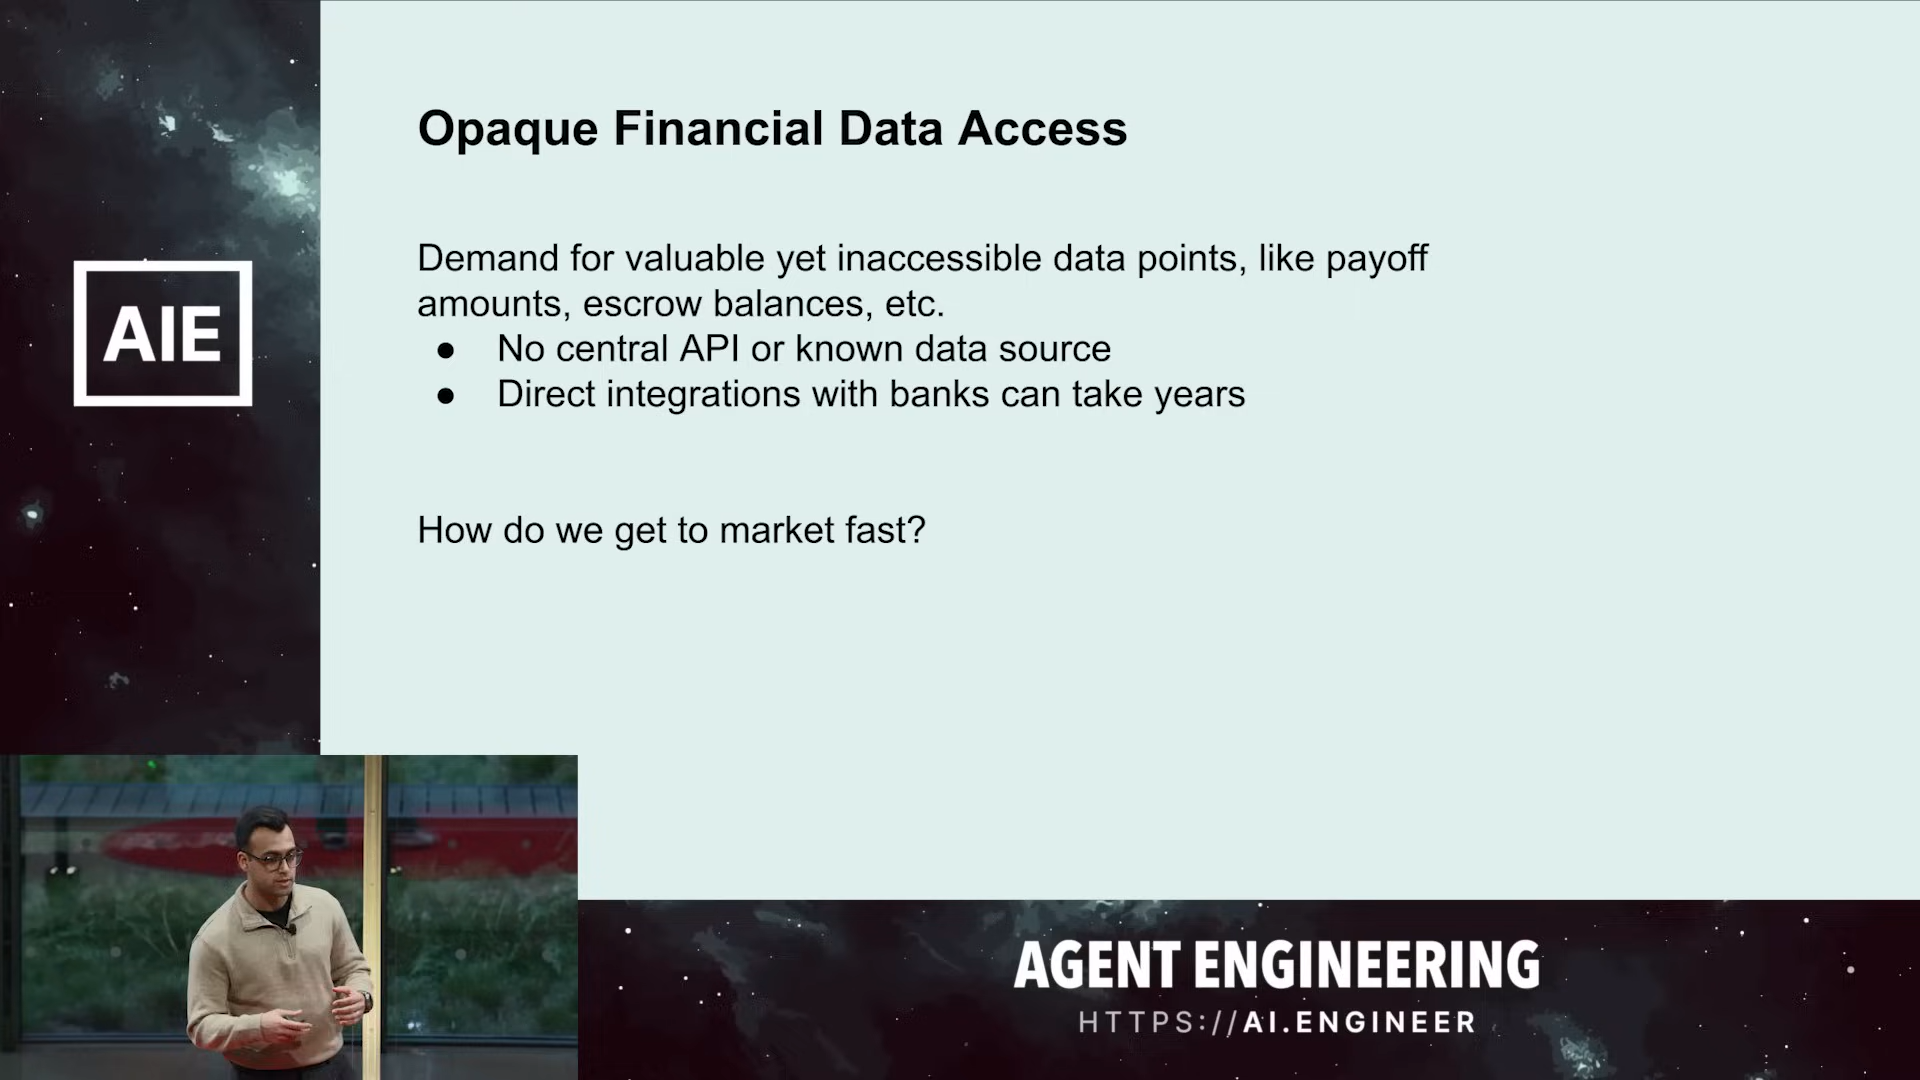 Opaque Financial Data Access
Demand for valuable yet inaccessible data points, like payoff
amounts, escrow balances, etc.
● No central API or known data source
● Direct integrations with banks can take years
How do we get to market fast?
AIE
AGENT ENGINEERING
HTTPS://AI.ENGINEER